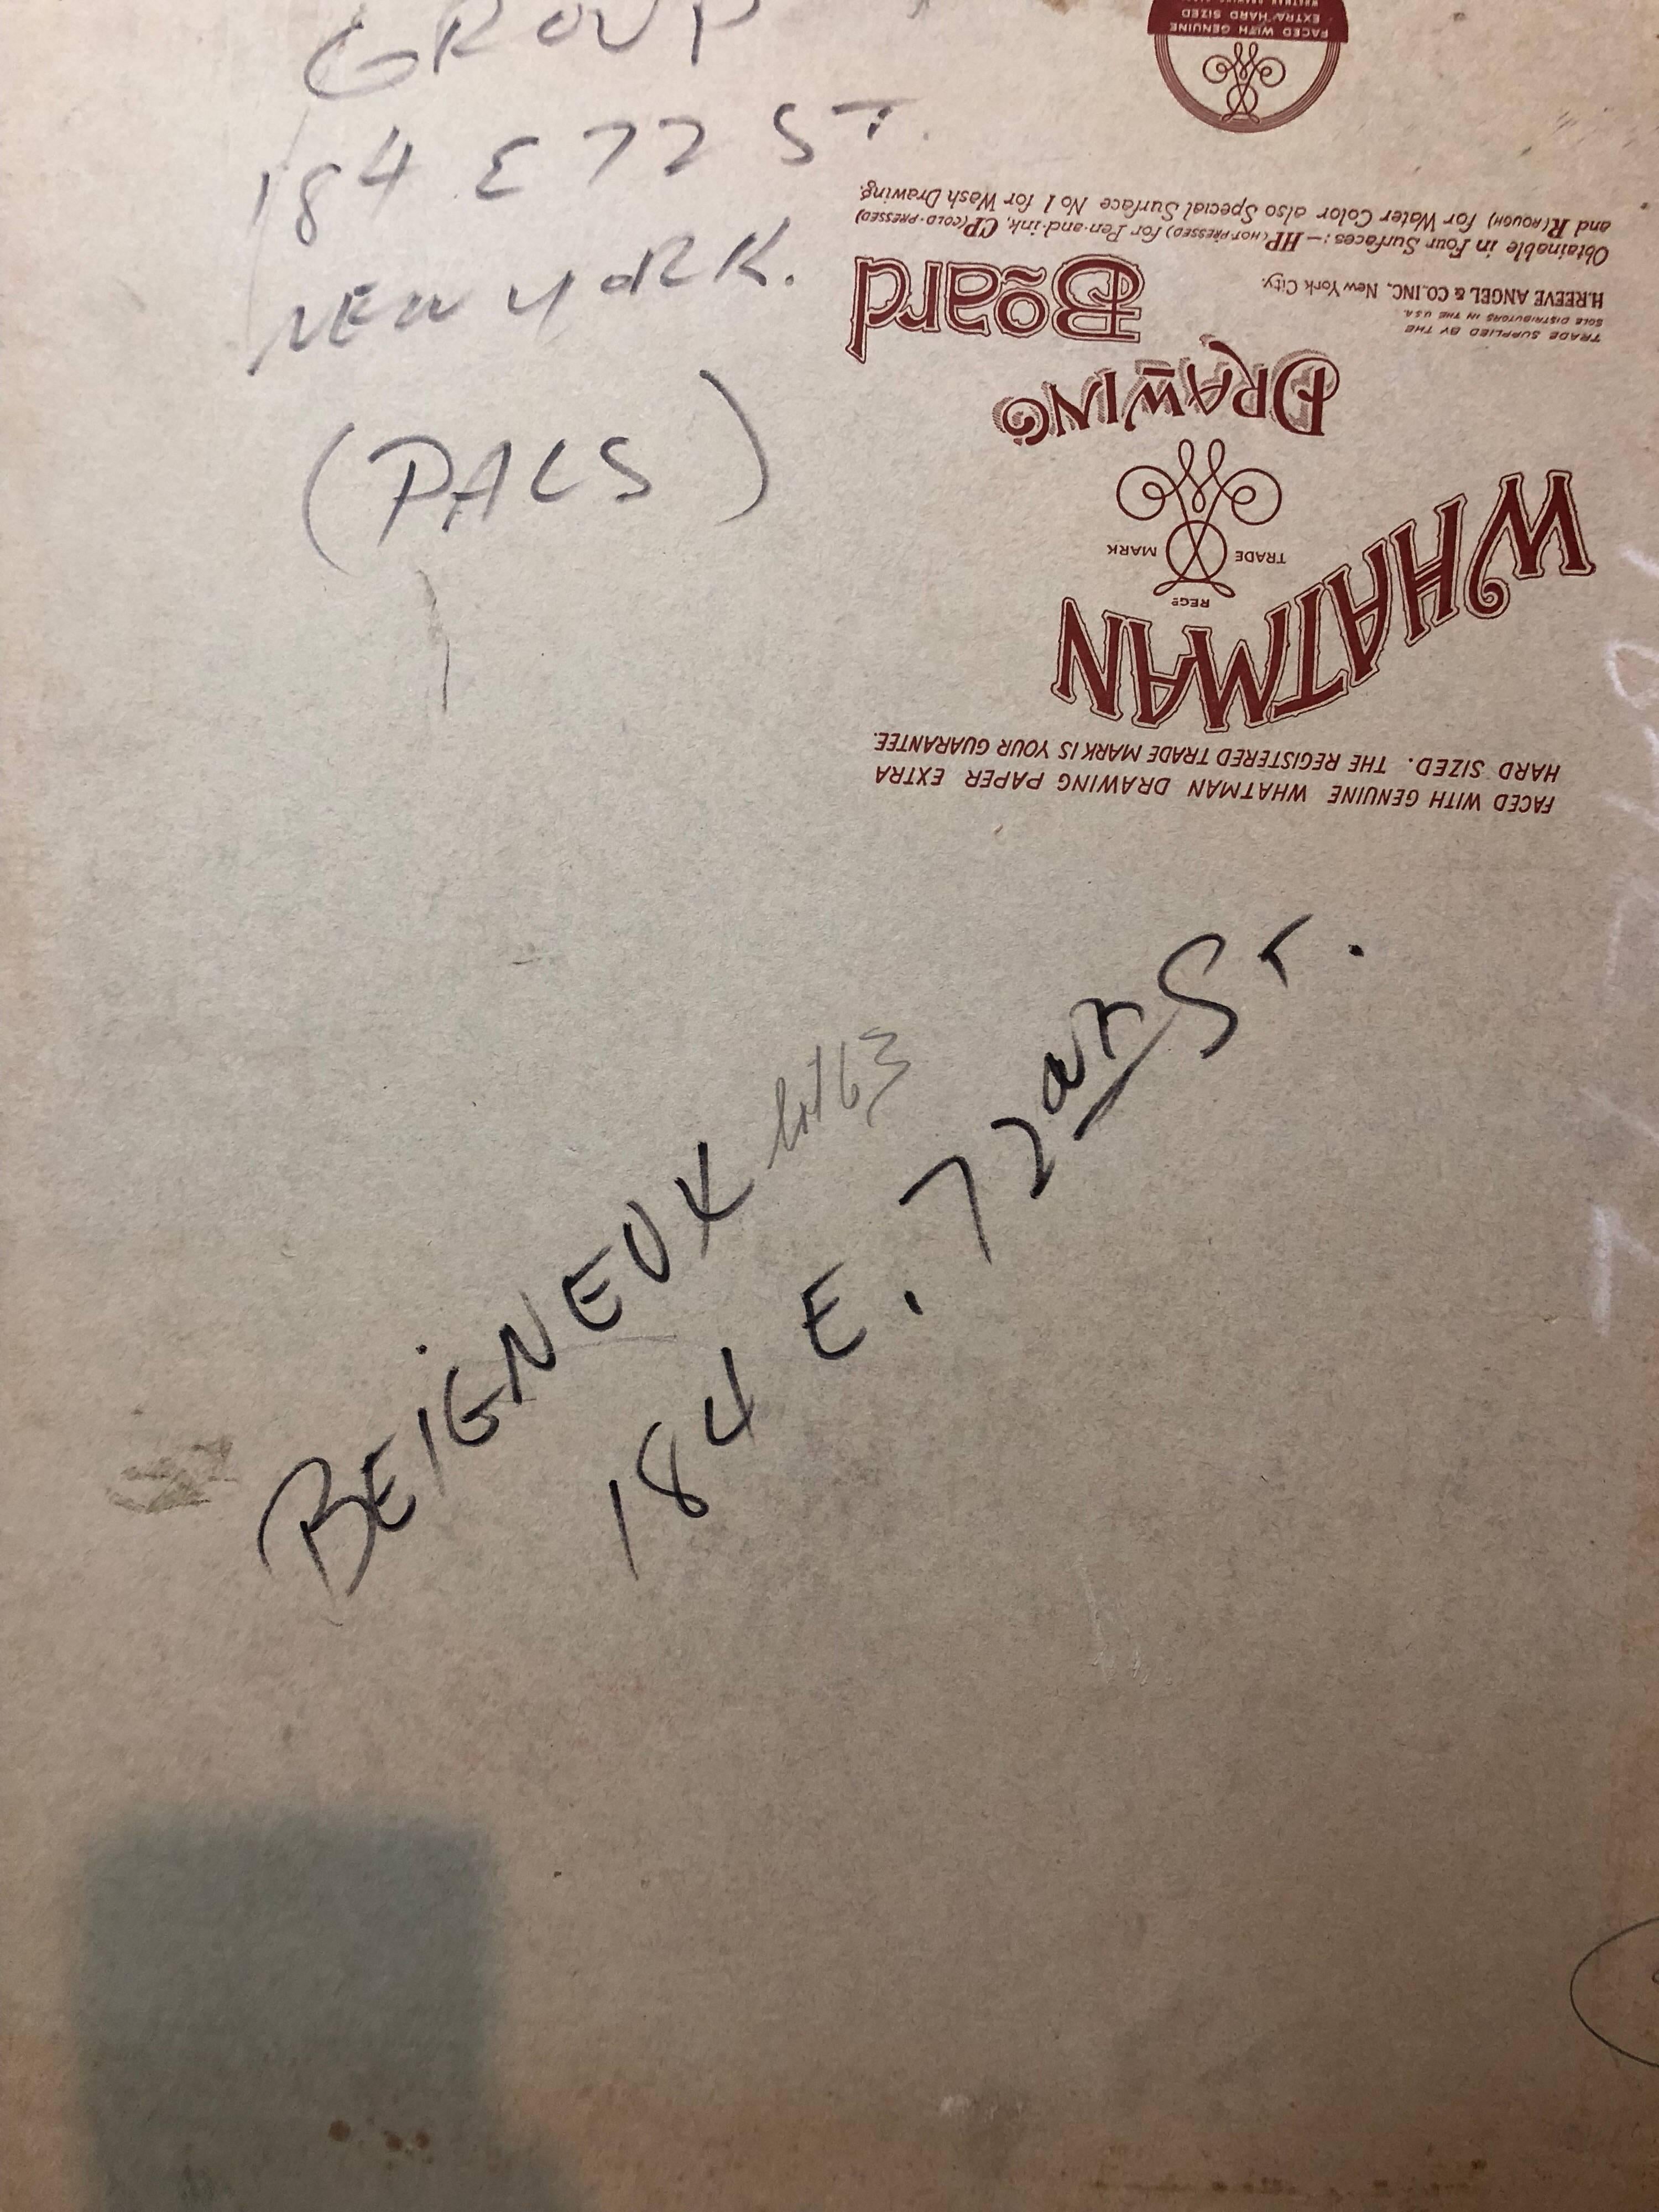 GROUP
184 E 72 ST.
NEW YORK.
(PALS)
FACED WITH GENUINE
EXTRA HARD SIZED
FACED WITH GENUINE WHATMAN DRAWING PAPER EXTRA
HARD SIZED. THE REGISTERED TRADE MARK IS YOUR GUARANTEE.
WHATMAN
REGD
TRADE MARK
DRAWING
Board
TRADE SUPPLIED BY THE
SOLE DISTRIBUTORS IN THE U.S.A.
H.REEVE ANGEL & CO.INC. New York City.
Obtainable in Four Surfaces:—HP(HOT-PRESSED) for Pen-and-ink, CP(COLD-PRESSED)
and R(ROUGH) for Water Color also Special Surface No 1 for Wash Drawing.
BEIGNEUX lot 63
184 E. 72 ST.